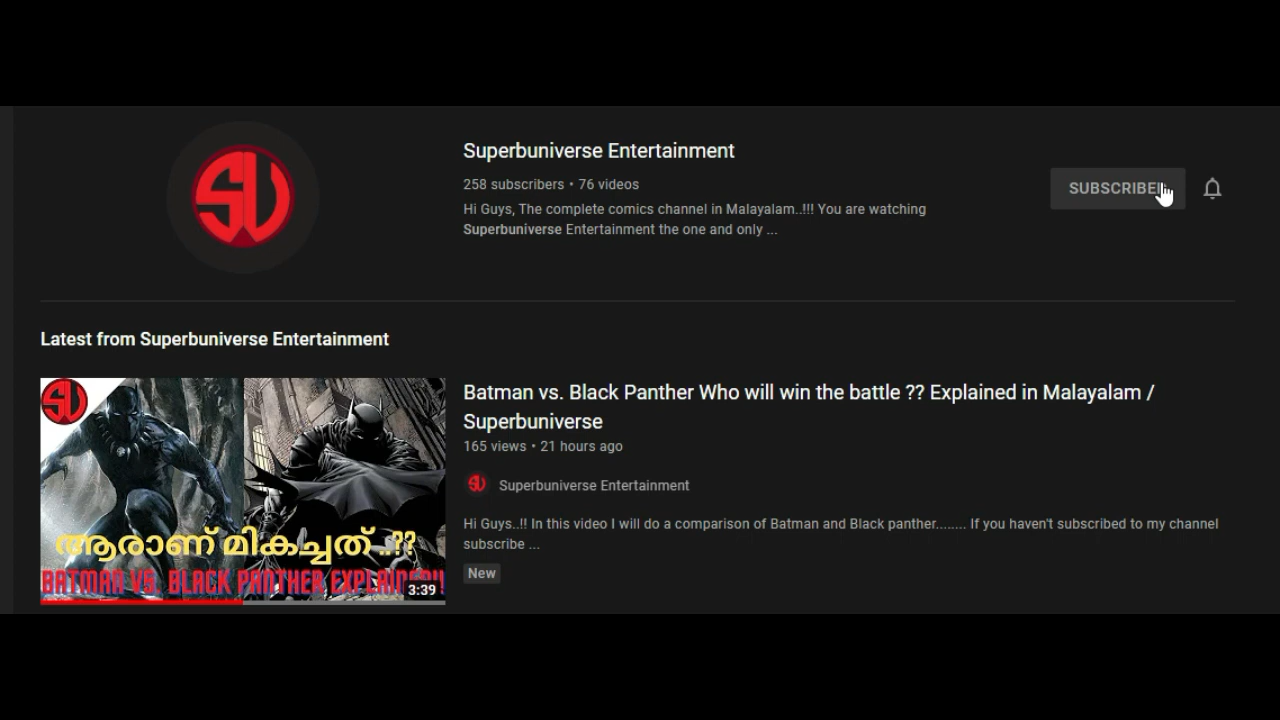 SU
Superbuniverse Entertainment
258 subscribers • 76 videos
Hi Guys, The complete comics channel in Malayalam..!!! You are watching
Superbuniverse Entertainment the one and only ...
SUBSCRIBE
Latest from Superbuniverse Entertainment
SU
ആരാണ് മികച്ചത് ..??
BATMAN VS. BLACK PANTHER
3:39
Batman vs. Black Panther Who will win the battle ?? Explained in Malayalam /
Superbuniverse
165 views • 21 hours ago
SU
Superbuniverse Entertainment
Hi Guys..!! In this video I will do a comparison of Batman and Black panther........ If you haven't subscribed to my channel
subscribe ...
New